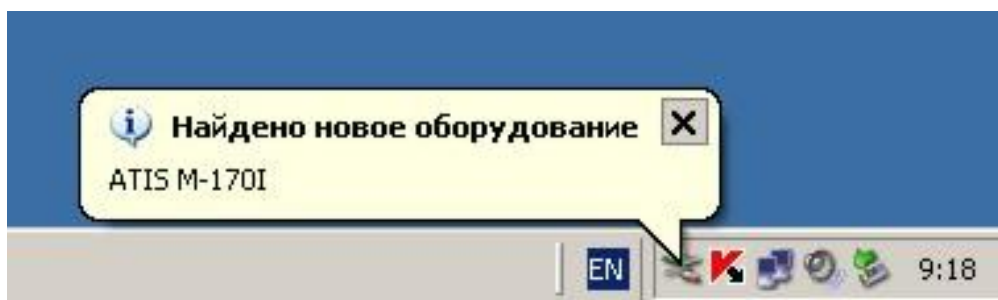 Найдено новое оборудование
ATIS M-170I
EN 9:18